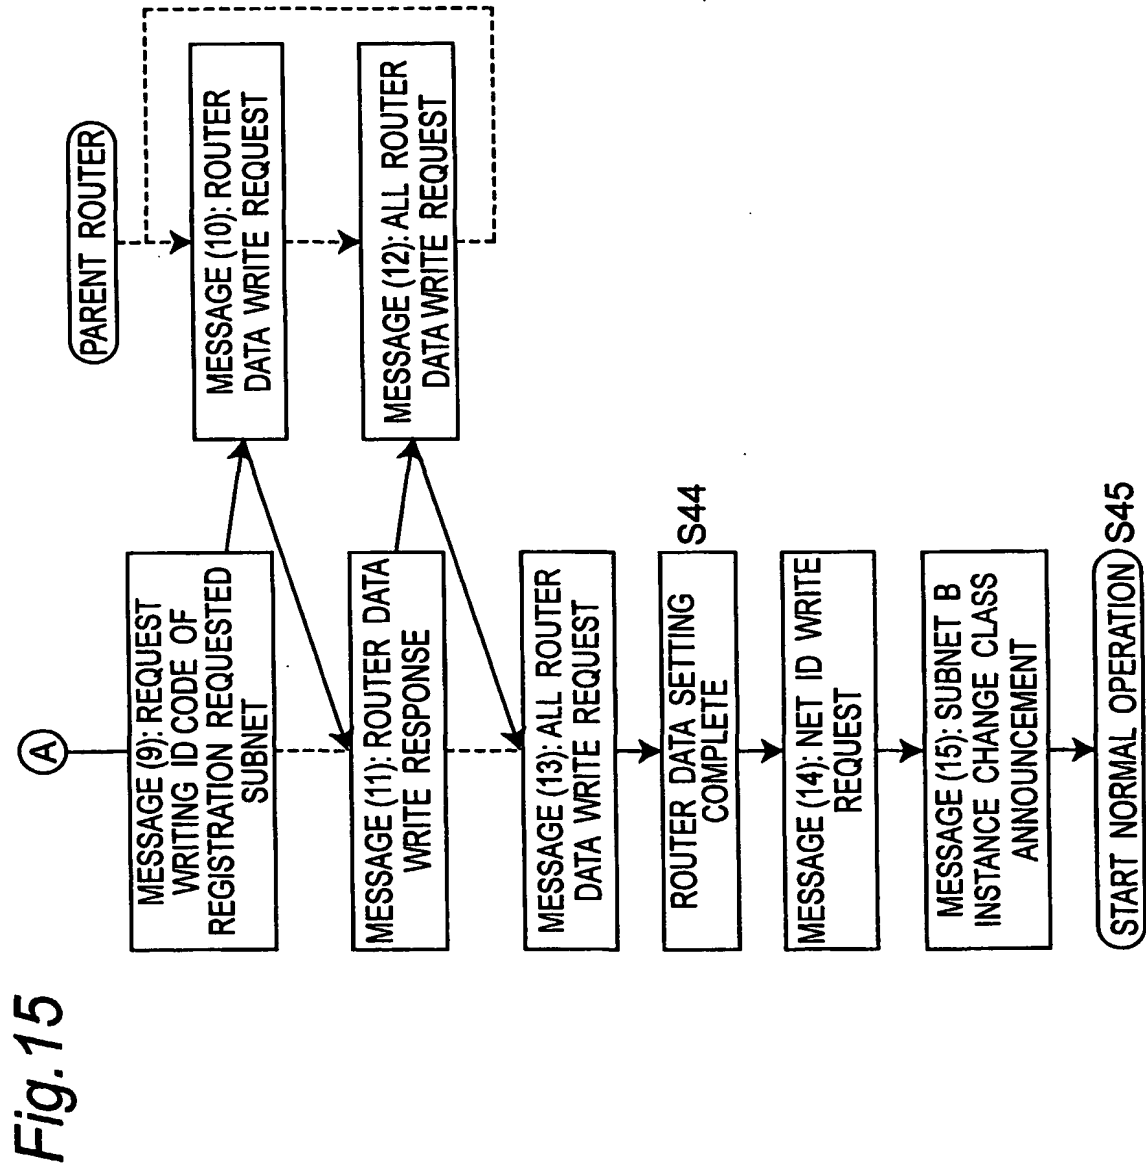 Fig.15
A
MESSAGE (9): REQUEST
WRITING ID CODE OF
REGISTRATION REQUESTED
SUBNET
MESSAGE (11): ROUTER DATA
WRITE RESPONSE
MESSAGE (13): ALL ROUTER
DATA WRITE REQUEST
ROUTER DATA SETTING
COMPLETE
S44
MESSAGE (14): NET ID WRITE
REQUEST
MESSAGE (15): SUBNET B
INSTANCE CHANGE CLASS
ANNOUNCEMENT
START NORMAL OPERATION
S45
PARENT ROUTER
MESSAGE (10): ROUTER
DATA WRITE REQUEST
MESSAGE (12): ALL ROUTER
DATA WRITE REQUEST